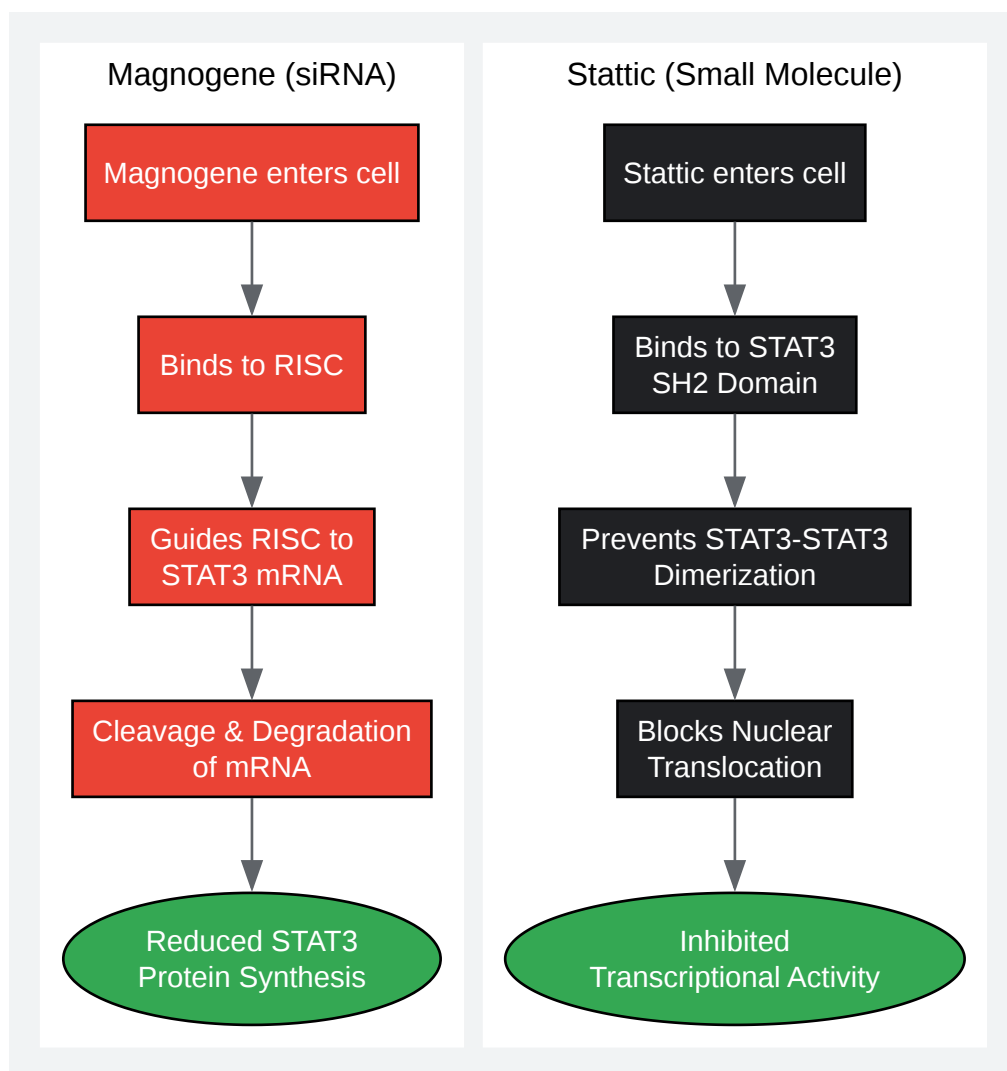 Magnogene (siRNA)
Magnogene enters cell
Binds to RISC
Guides RISC to
STAT3 mRNA
Cleavage & Degradation
of mRNA
Reduced STAT3
Protein Synthesis
Stattic (Small Molecule)
Stattic enters cell
Binds to STAT3
SH2 Domain
Prevents STAT3-STAT3
Dimerization
Blocks Nuclear
Translocation
Inhibited
Transcriptional Activity